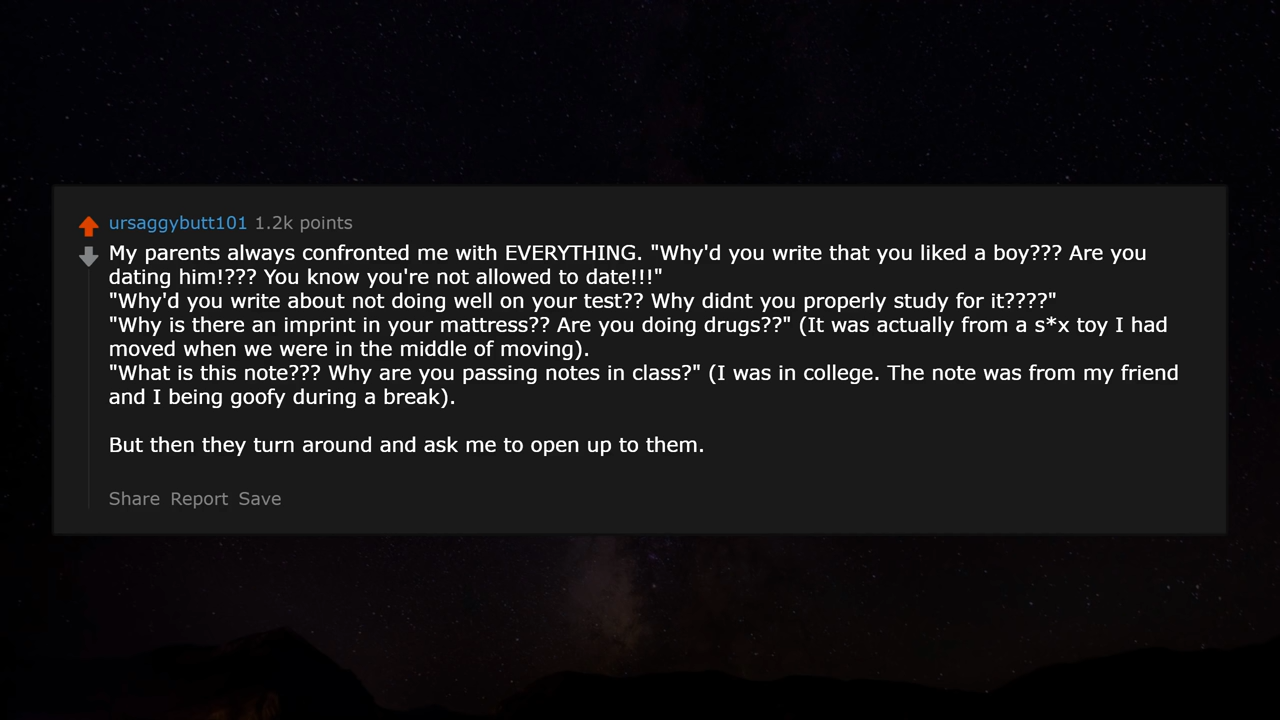 ursaggybutt101 1.2k points
My parents always confronted me with EVERYTHING. "Why'd you write that you liked a boy??? Are you
dating him!??? You know you're not allowed to date!!!"
"Why'd you write about not doing well on your test?? Why didnt you properly study for it????"
"Why is there an imprint in your mattress?? Are you doing drugs??" (It was actually from a s*x toy I had
moved when we were in the middle of moving).
"What is this note??? Why are you passing notes in class?" (I was in college. The note was from my friend
and I being goofy during a break).
But then they turn around and ask me to open up to them.
Share Report Save